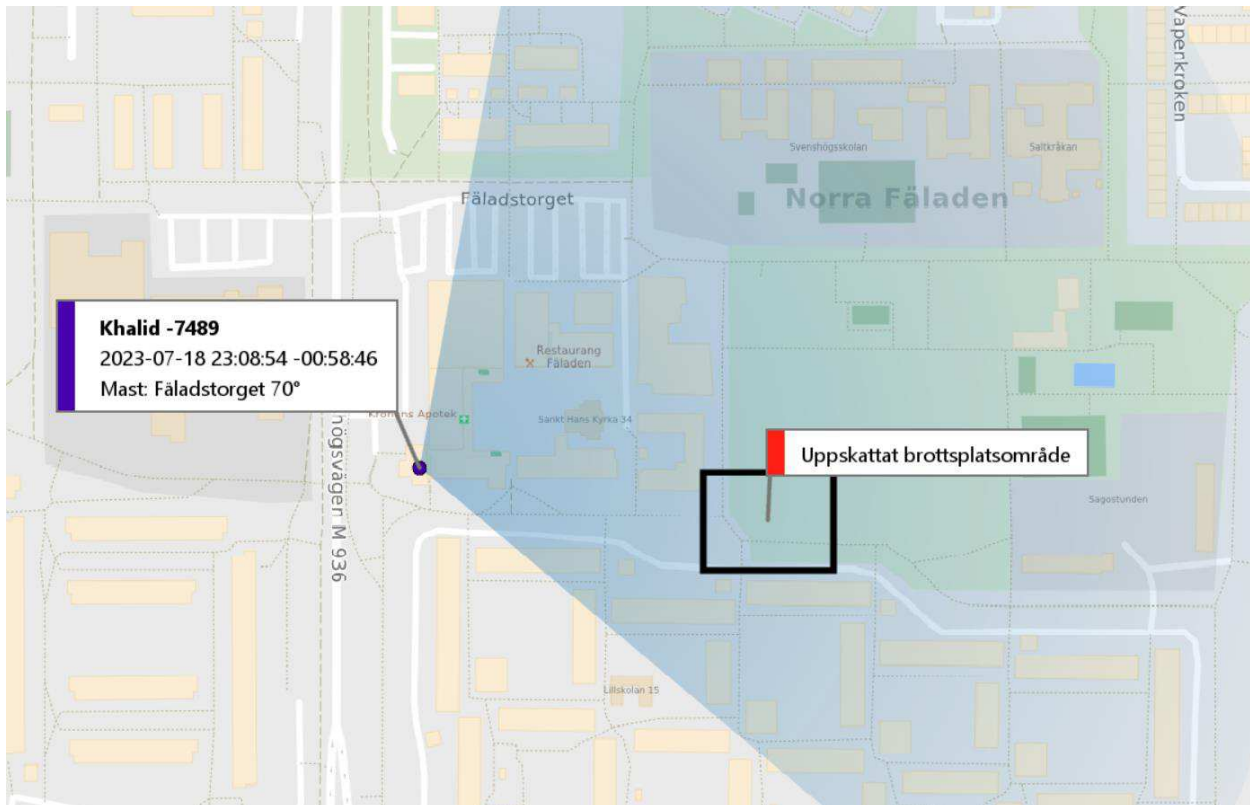 Vapenkroken
Svenshögsskolan
Saltkråkan
Norra Fäladen
Fäladstorget
Khalid -7489
2023-07-18 23:08:54 -00:58:46
Mast: Fäladstorget 70°
Restaurang
Fäladen
Kronans Apotek
Sankt Hans Kyrka 34
högsvägen M 936
Uppskattat brottsplatsområde
Sagostunden
Lillskolan 15